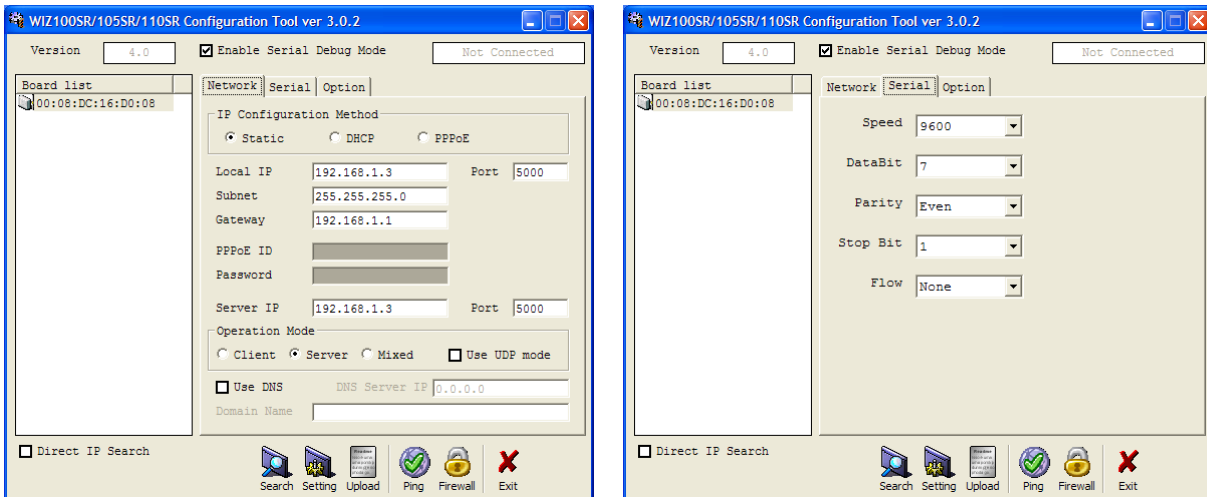 WIZ100SR/105SR/110SR Configuration Tool ver 3.0.2
Version 4.0 Enable Serial Debug Mode Not Connected
Board list
00:08:DC:16:D0:08
Network Serial Option
IP Configuration Method
Static DHCP PPPoE
Local IP 192.168.1.3 Port 5000
Subnet 255.255.255.0
Gateway 192.168.1.1
PPPoE ID
Password
Server IP 192.168.1.3 Port 5000
Operation Mode
Client Server Mixed Use UDP mode
Use DNS DNS Server IP 0.0.0.0
Domain Name
Direct IP Search
Search Setting Upload Ping Firewall Exit
WIZ100SR/105SR/110SR Configuration Tool ver 3.0.2
Version 4.0 Enable Serial Debug Mode Not Connected
Board list
00:08:DC:16:D0:08
Network Serial Option
Speed 9600
DataBit 7
Parity Even
Stop Bit 1
Flow None
Direct IP Search
Search Setting Upload Ping Firewall Exit